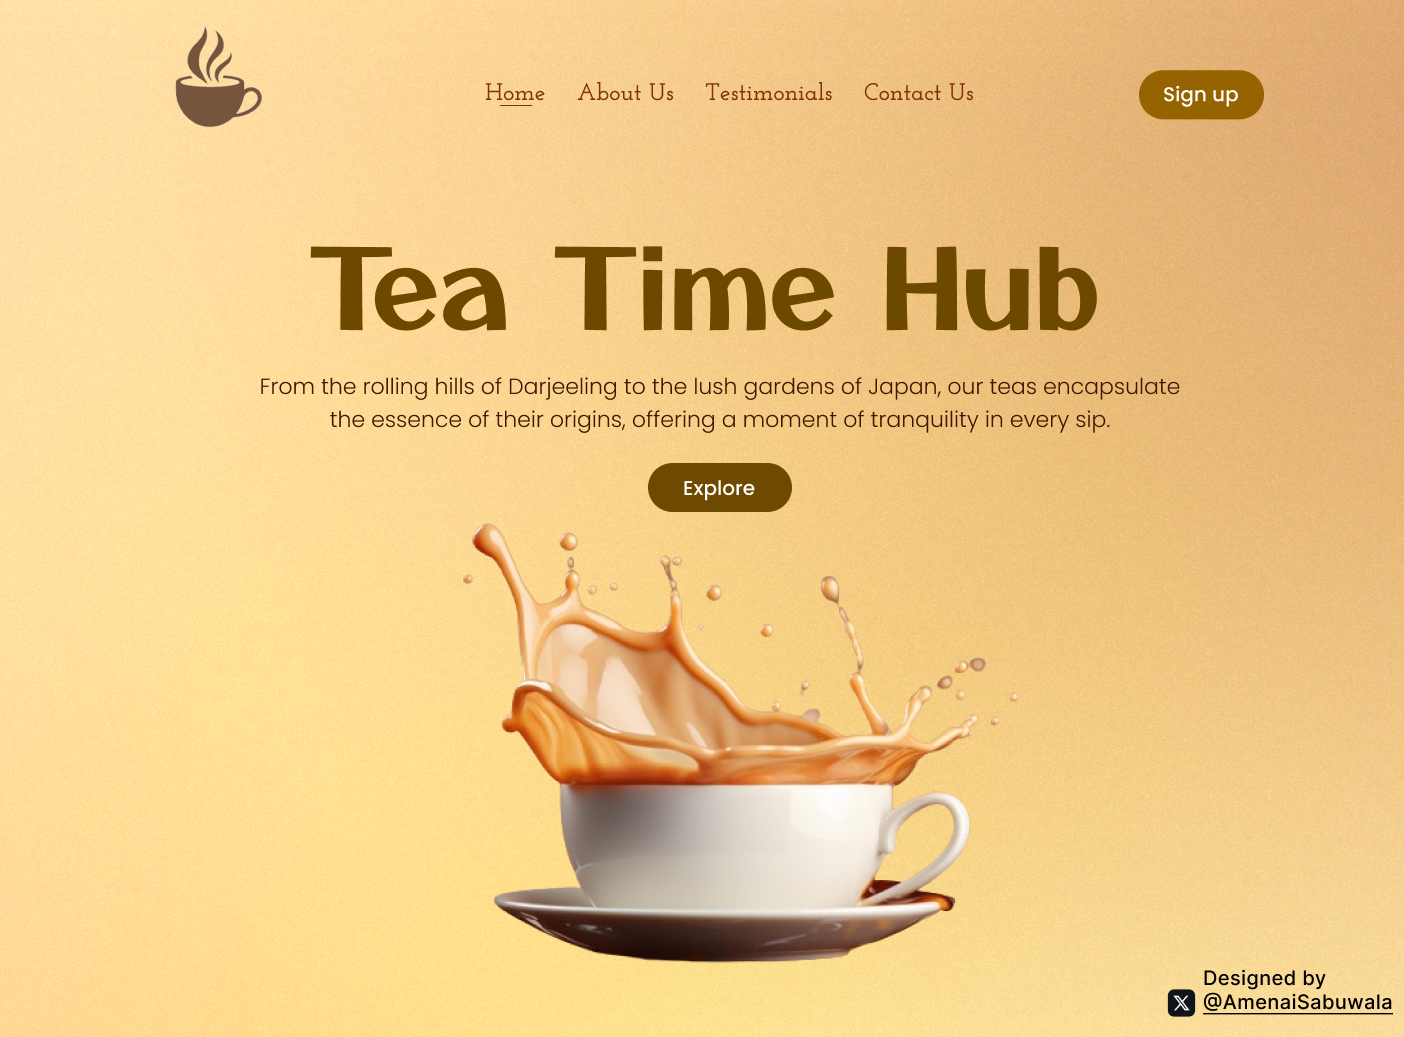 Home About Us Testimonials Contact Us Sign up
Tea Time Hub
From the rolling hills of Darjeeling to the lush gardens of Japan, our teas encapsulate
the essence of their origins, offering a moment of tranquility in every sip.
Explore
Designed by
@AmenaiSabuwala